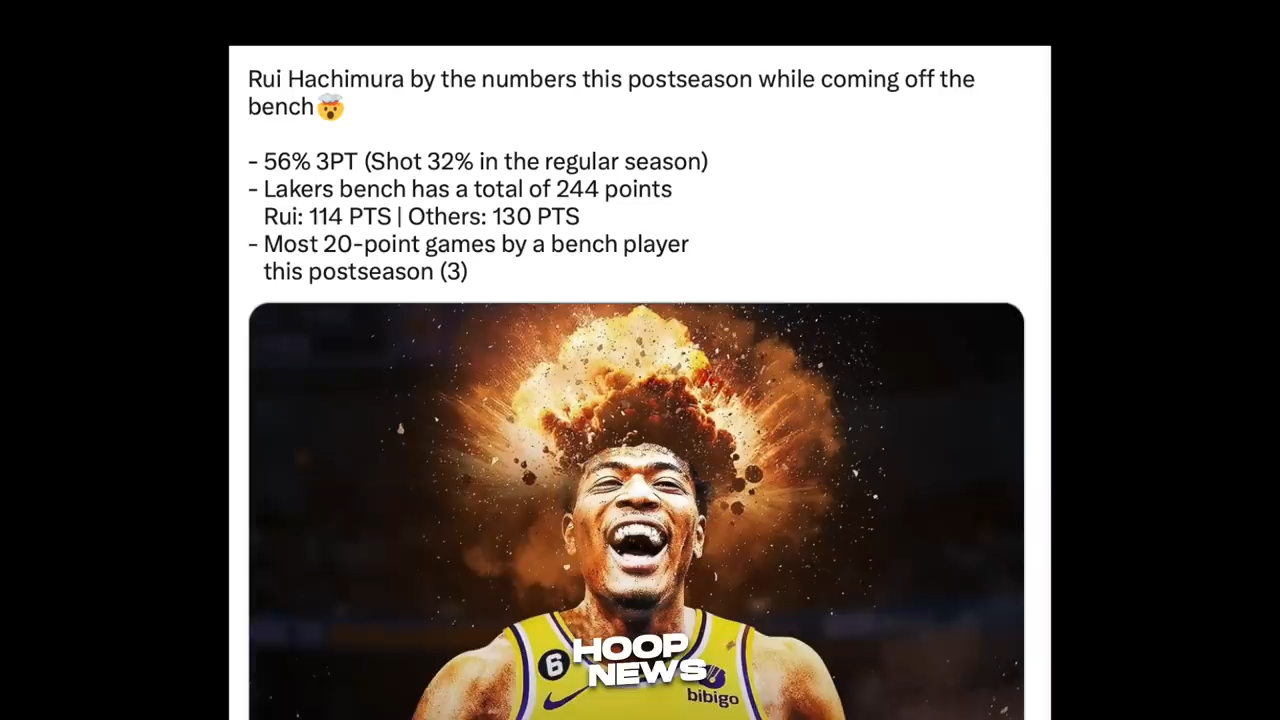 Rui Hachimura by the numbers this postseason while coming off the
bench🤯
- 56% 3PT (Shot 32% in the regular season)
- Lakers bench has a total of 244 points
Rui: 114 PTS | Others: 130 PTS
- Most 20-point games by a bench player
this postseason (3)
6
HOOP
NEWS
bibigo